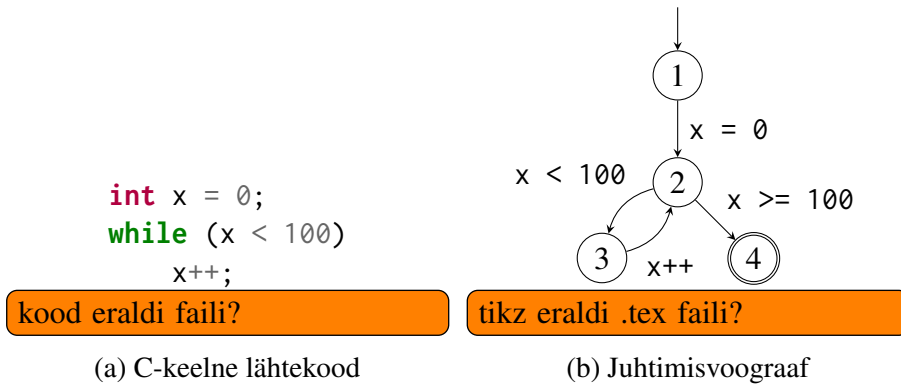 int x = 0;
while (x < 100)
x++;
kood eraldi faili?
(a) C-keelne lähtekood
1
x = 0
x < 100
2
x >= 100
3
x++
4
tikz eraldi .tex faili?
(b) Juhtimisvoograaf